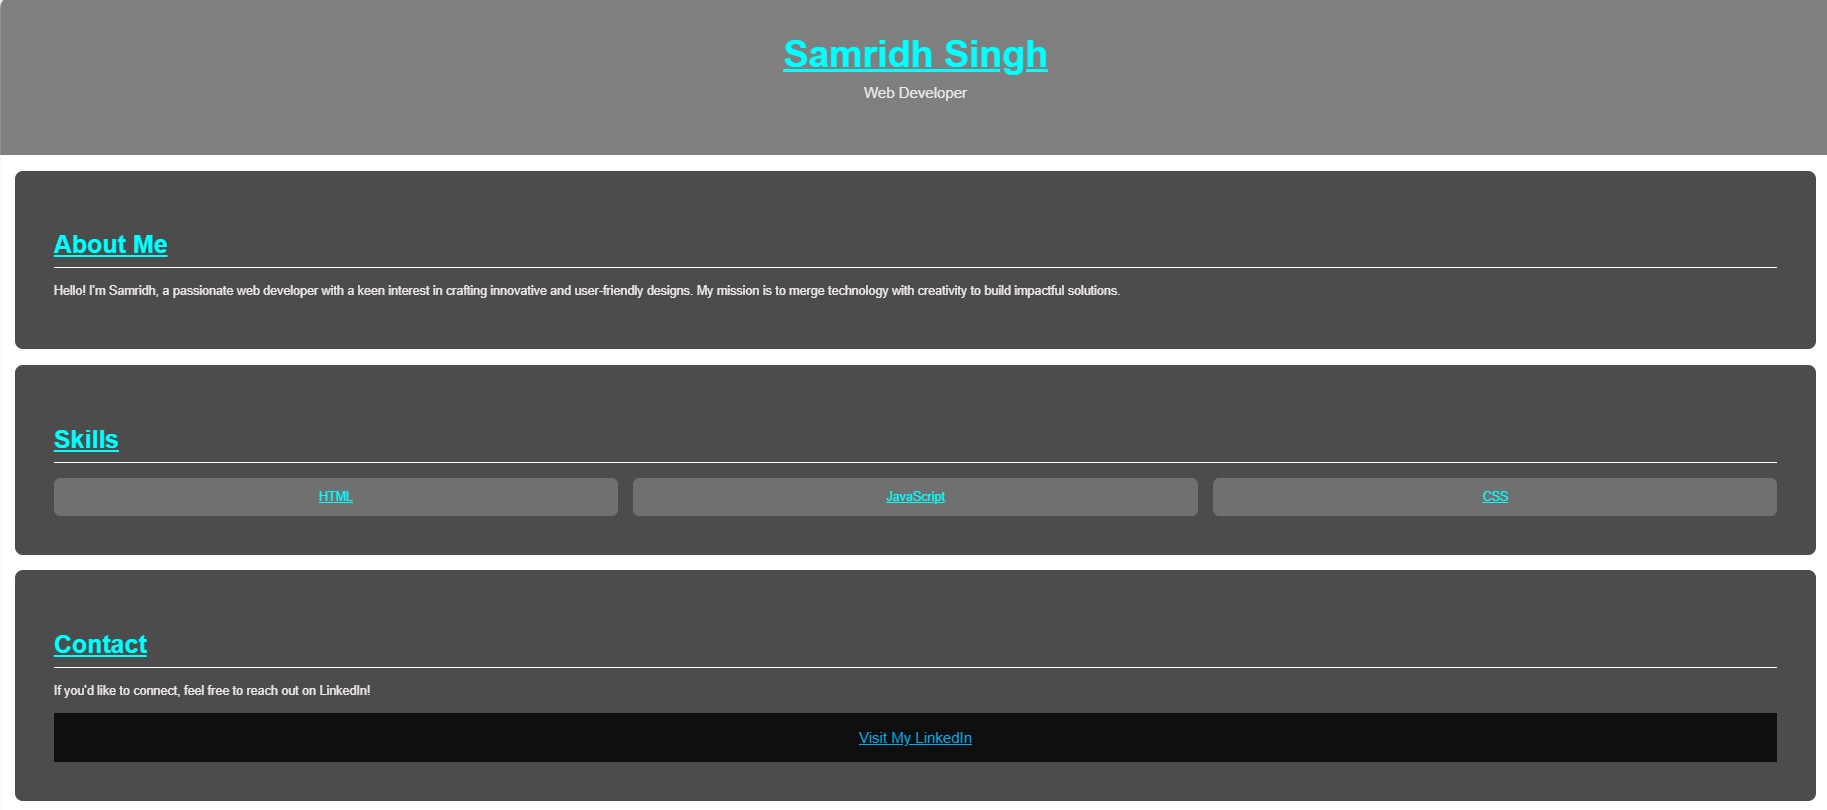 Samridh Singh
Web Developer
About Me
Hello! I'm Samridh, a passionate web developer with a keen interest in crafting innovative and user-friendly designs. My mission is to merge technology with creativity to build impactful solutions.
Skills
HTML
JavaScript
CSS
Contact
If you'd like to connect, feel free to reach out on LinkedIn!
Visit My LinkedIn